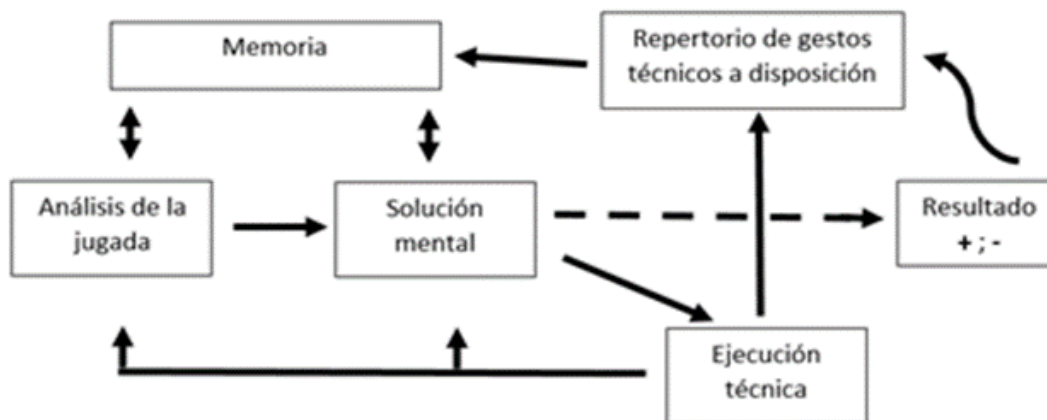 Memoria
Repertorio de gestos
técnicos a disposición
Análisis de la
jugada
Solución
mental
Resultado
+ ; -
Ejecución
técnica